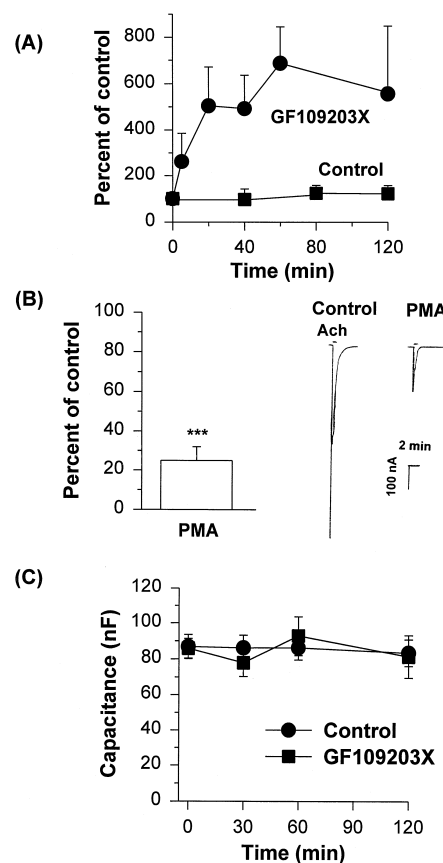 (A)
Percent of control
800
600
400
200
0
GF109203X
Control
0 40 80 120
Time (min)
(B)
Percent of control
100
80
60
40
20
0
***
PMA
Control
Ach
PMA
2 min
100 nA
(C)
Capacitance (nF)
120
100
80
60
40
20
0
Control
GF109203X
0 30 60 90 120
Time (min)